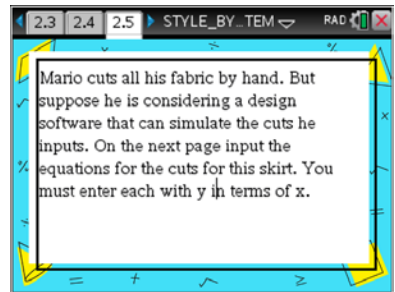 2.3 2.4 2.5 STYLE_BY...TEM RAD
Mario cuts all his fabric by hand. But
suppose he is considering a design
software that can simulate the cuts he
inputs. On the next page input the
equations for the cuts for this skirt. You
must enter each with y in terms of x.